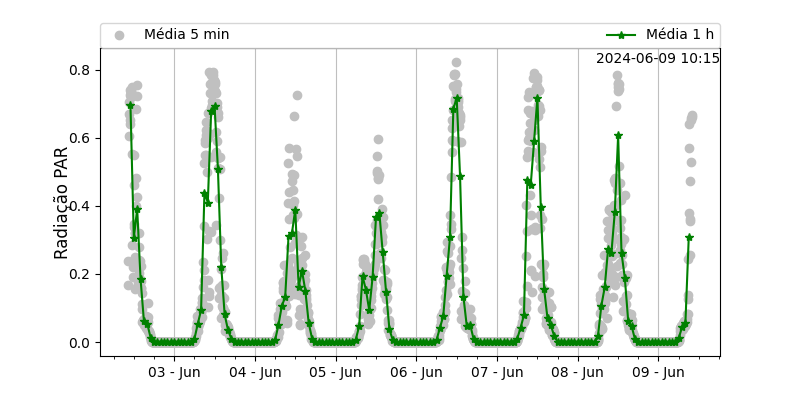 Média 5 min
Média 1 h
2024-06-09 10:15
Radiação PAR
0.8
0.6
0.4
0.2
0.0
03 - Jun
04 - Jun
05 - Jun
06 - Jun
07 - Jun
08 - Jun
09 - Jun